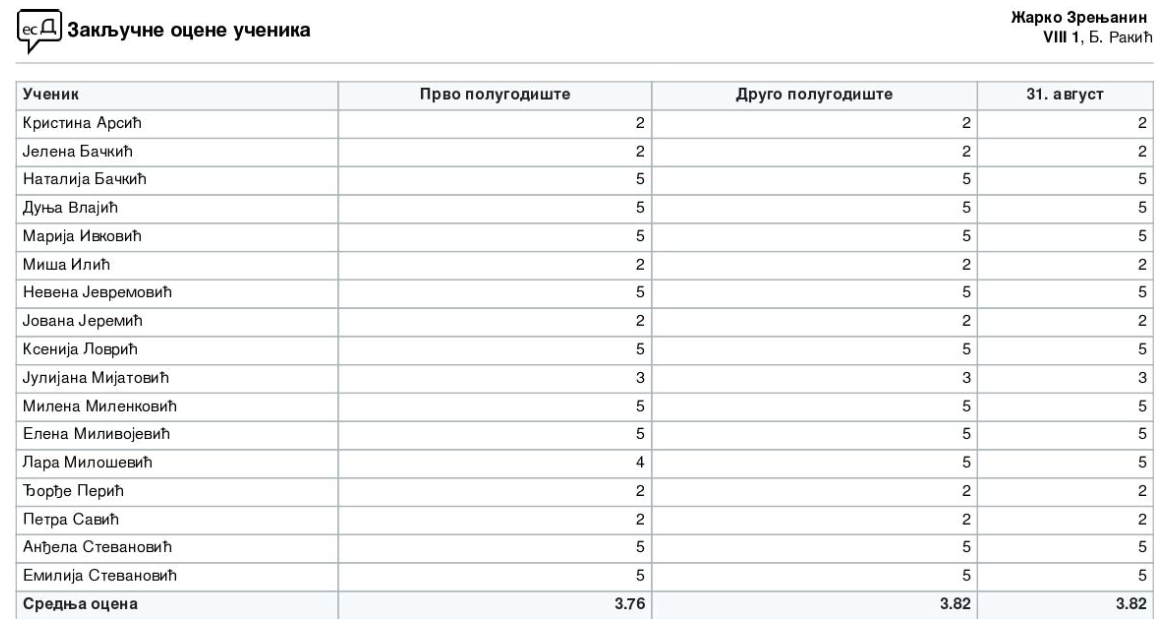 есД Закључне оцене ученика
Жарко Зрењанин
VIII 1, Б. Ракић
Ученик Прво полугодиште Друго полугодиште 31. август
Кристина Арсић 2 2 2
Јелена Бачкић 2 2 2
Наталија Бачкић 5 5 5
Дуња Влајић 5 5 5
Марија Ивковић 5 5 5
Миша Илић 2 2 2
Невена Јевремовић 5 5 5
Јована Јеремић 2 2 2
Ксенија Ловрић 5 5 5
Јулијана Мијатовић 3 3 3
Милена Миленковић 5 5 5
Елена Миливојевић 5 5 5
Лара Милошевић 4 5 5
Ђорђе Перић 2 2 2
Петра Савић 2 2 2
Анђела Стевановић 5 5 5
Емилија Стевановић 5 5 5
Средња оцена 3.76 3.82 3.82